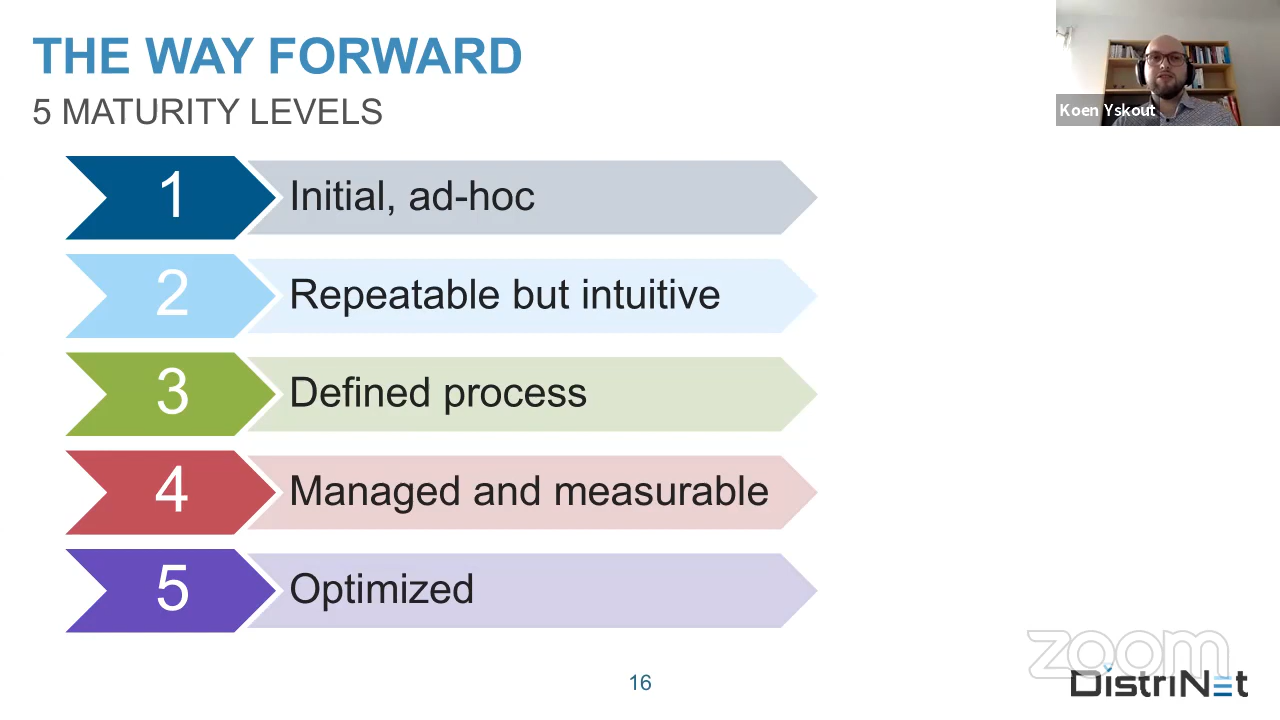 THE WAY FORWARD
5 MATURITY LEVELS
Koen Yskout
1 Initial, ad-hoc
2 Repeatable but intuitive
3 Defined process
4 Managed and measurable
5 Optimized
16
zoom
DistriNet